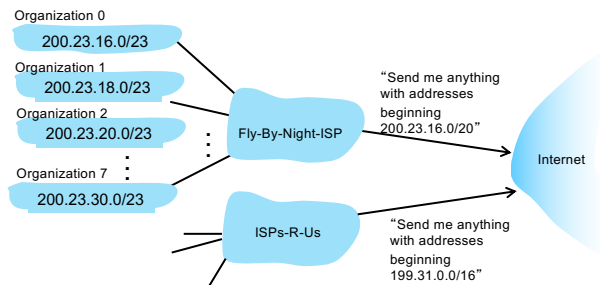 Organization 0
200.23.16.0/23
Organization 1
200.23.18.0/23
Organization 2
200.23.20.0/23
Organization 7
200.23.30.0/23
Fly-By-Night-ISP
“Send me anything
with addresses
beginning
200.23.16.0/20”
Internet
ISPs-R-Us
“Send me anything
with addresses
beginning
199.31.0.0/16”